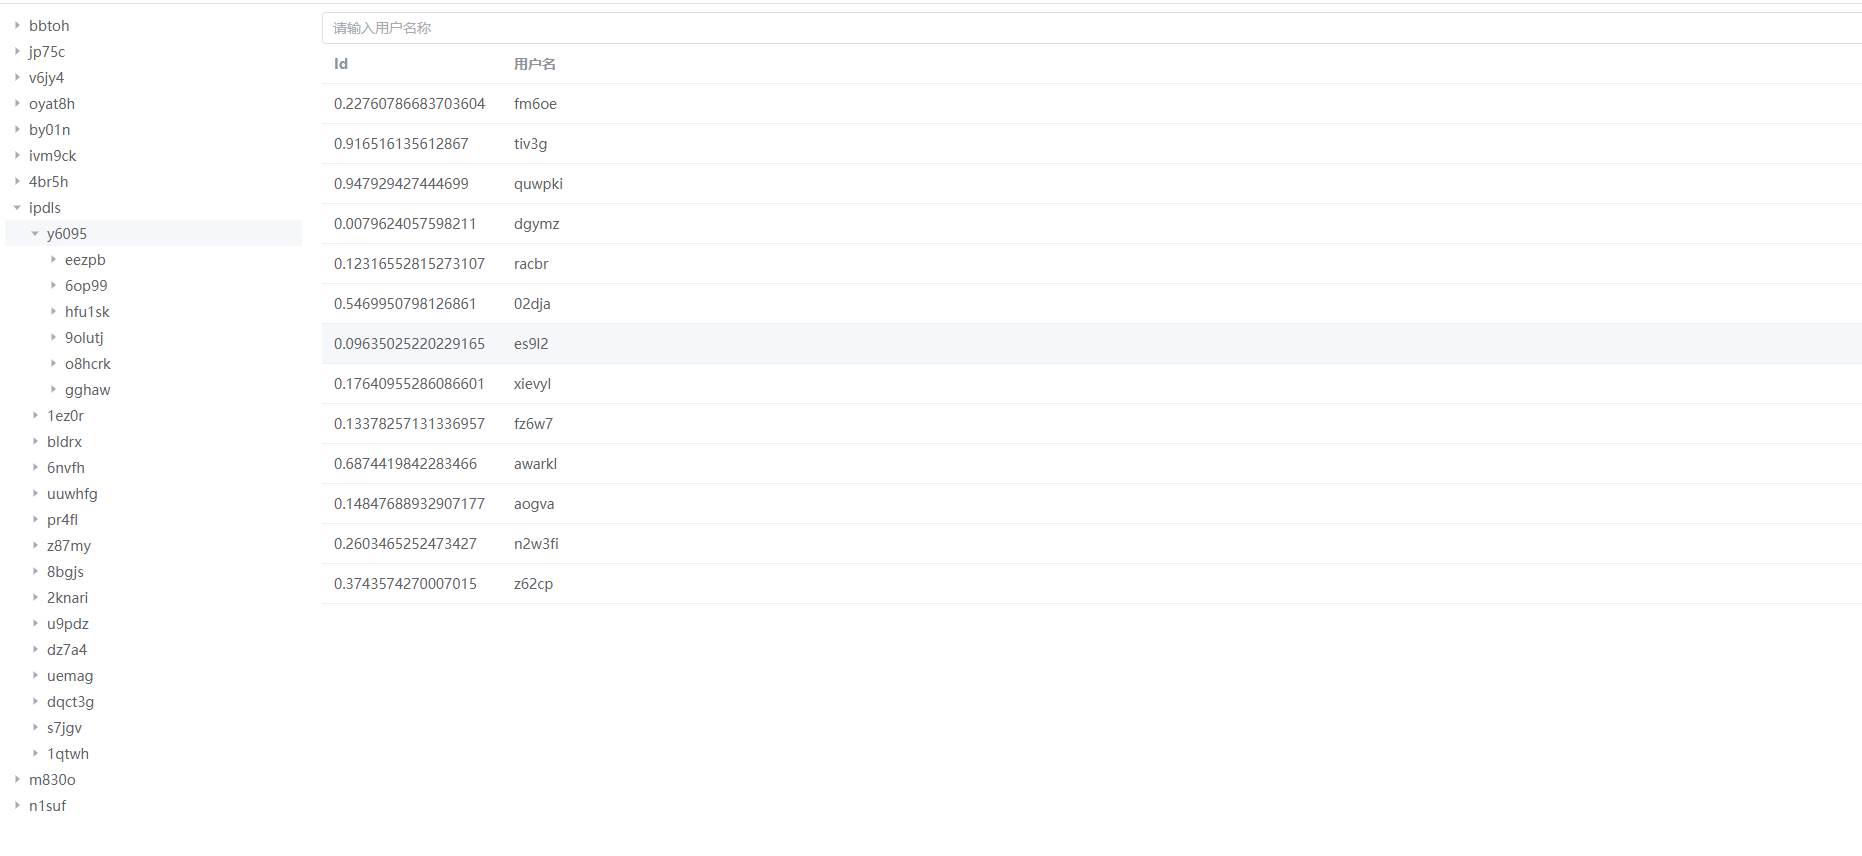 bbtoh
jp75c
v6jy4
oyat8h
by01n
ivm9ck
4br5h
ipdls
y6095
eezpb
6op99
hfu1sk
9olutj
o8hcrk
gghaw
1ez0r
bldrx
6nvfh
uuwhfg
pr4fl
z87my
8bgjs
2knari
u9pdz
dz7a4
uemag
dqct3g
s7jgv
1qtwh
m830o
n1suf
请输入用户名称
Id 用户名
0.22760786683703604 fm6oe
0.916516135612867 tiv3g
0.947929427444699 quwpki
0.0079624057598211 dgymz
0.12316552815273107 racbr
0.5469950798126861 02dja
0.09635025220229165 es9l2
0.17640955286086601 xievyl
0.13378257131336957 fz6w7
0.6874419842283466 awarkl
0.14847688932907177 aogva
0.2603465252473427 n2w3fi
0.3743574270007015 z62cp